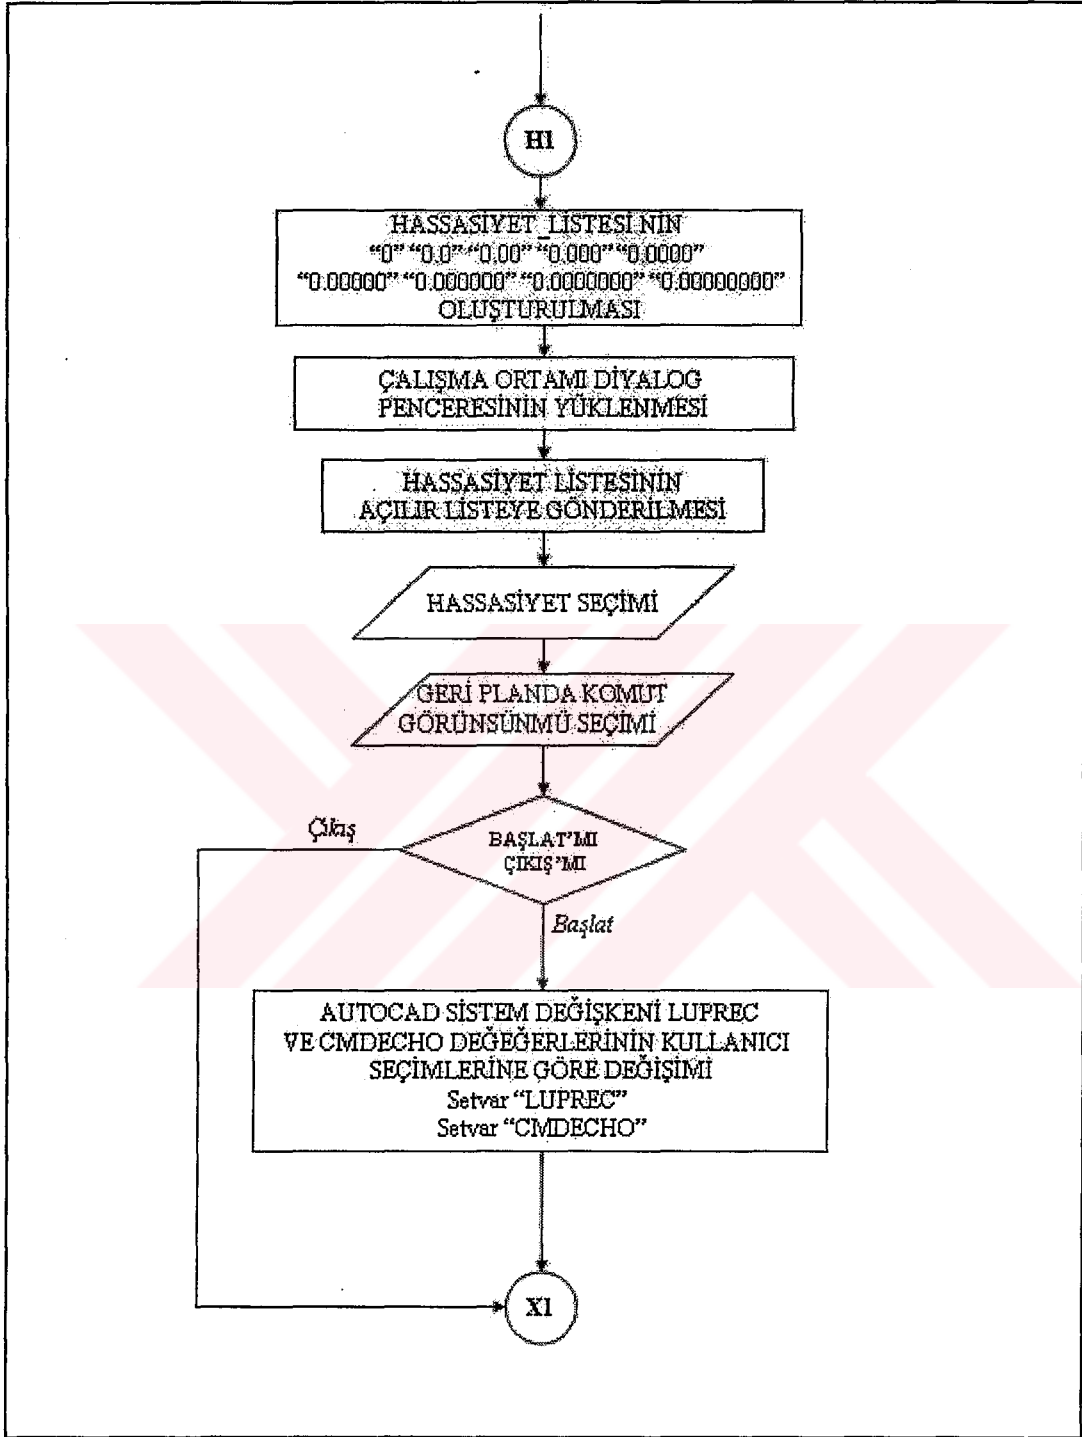 H1
HASSASİYET_LİSTESİ NİN
“0” “0.0” “0.00” “0.000” “0.0000”
“0.00000” “0.000000” “0.0000000” “0.00000000”
OLUŞTURULMASI
ÇALIŞMA ORTAMI DİYALOG
PENCERESİNİN YÜKLENMESİ
HASSASİYET LİSTESİNİN
AÇILIR LİSTEYE GÖNDERİLMESİ
HASSASİYET SEÇİMİ
GERİ PLANDA KOMUT
GÖRÜNSÜNMÜ SEÇİMİ
Çıkış
BAŞLAT’MI
ÇIKIŞ’MI
Başlat
AUTOCAD SİSTEM DEĞİŞKENİ LUPREC
VE CMDECHO DEĞEĞERLERİNİN KULLANICI
SEÇİMLERİNE GÖRE DEĞİŞİMİ
Setvar “LUPREC”
Setvar “CMDECHO”
X1